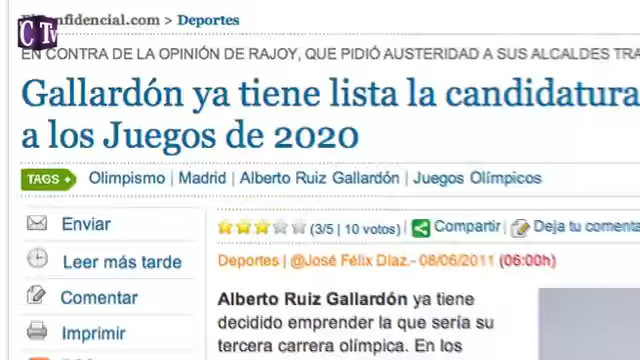 ElConfidencial.com > Deportes
C Tv
EN CONTRA DE LA OPINIÓN DE RAJOY, QUE PIDIÓ AUSTERIDAD A SUS ALCALDES TRA
Gallardón ya tiene lista la candidatura
a los Juegos de 2020
TAGS Olimpismo | Madrid | Alberto Ruiz Gallardón | Juegos Olímpicos
Enviar
(3/5 | 10 votos) | Compartir | Deja tu comenta
Leer más tarde
Deportes | @José Félix Díaz.- 08/06/2011 (06:00h)
Comentar
Alberto Ruiz Gallardón ya tiene
decidido emprender la que sería su
Imprimir
tercera carrera olímpica. En los